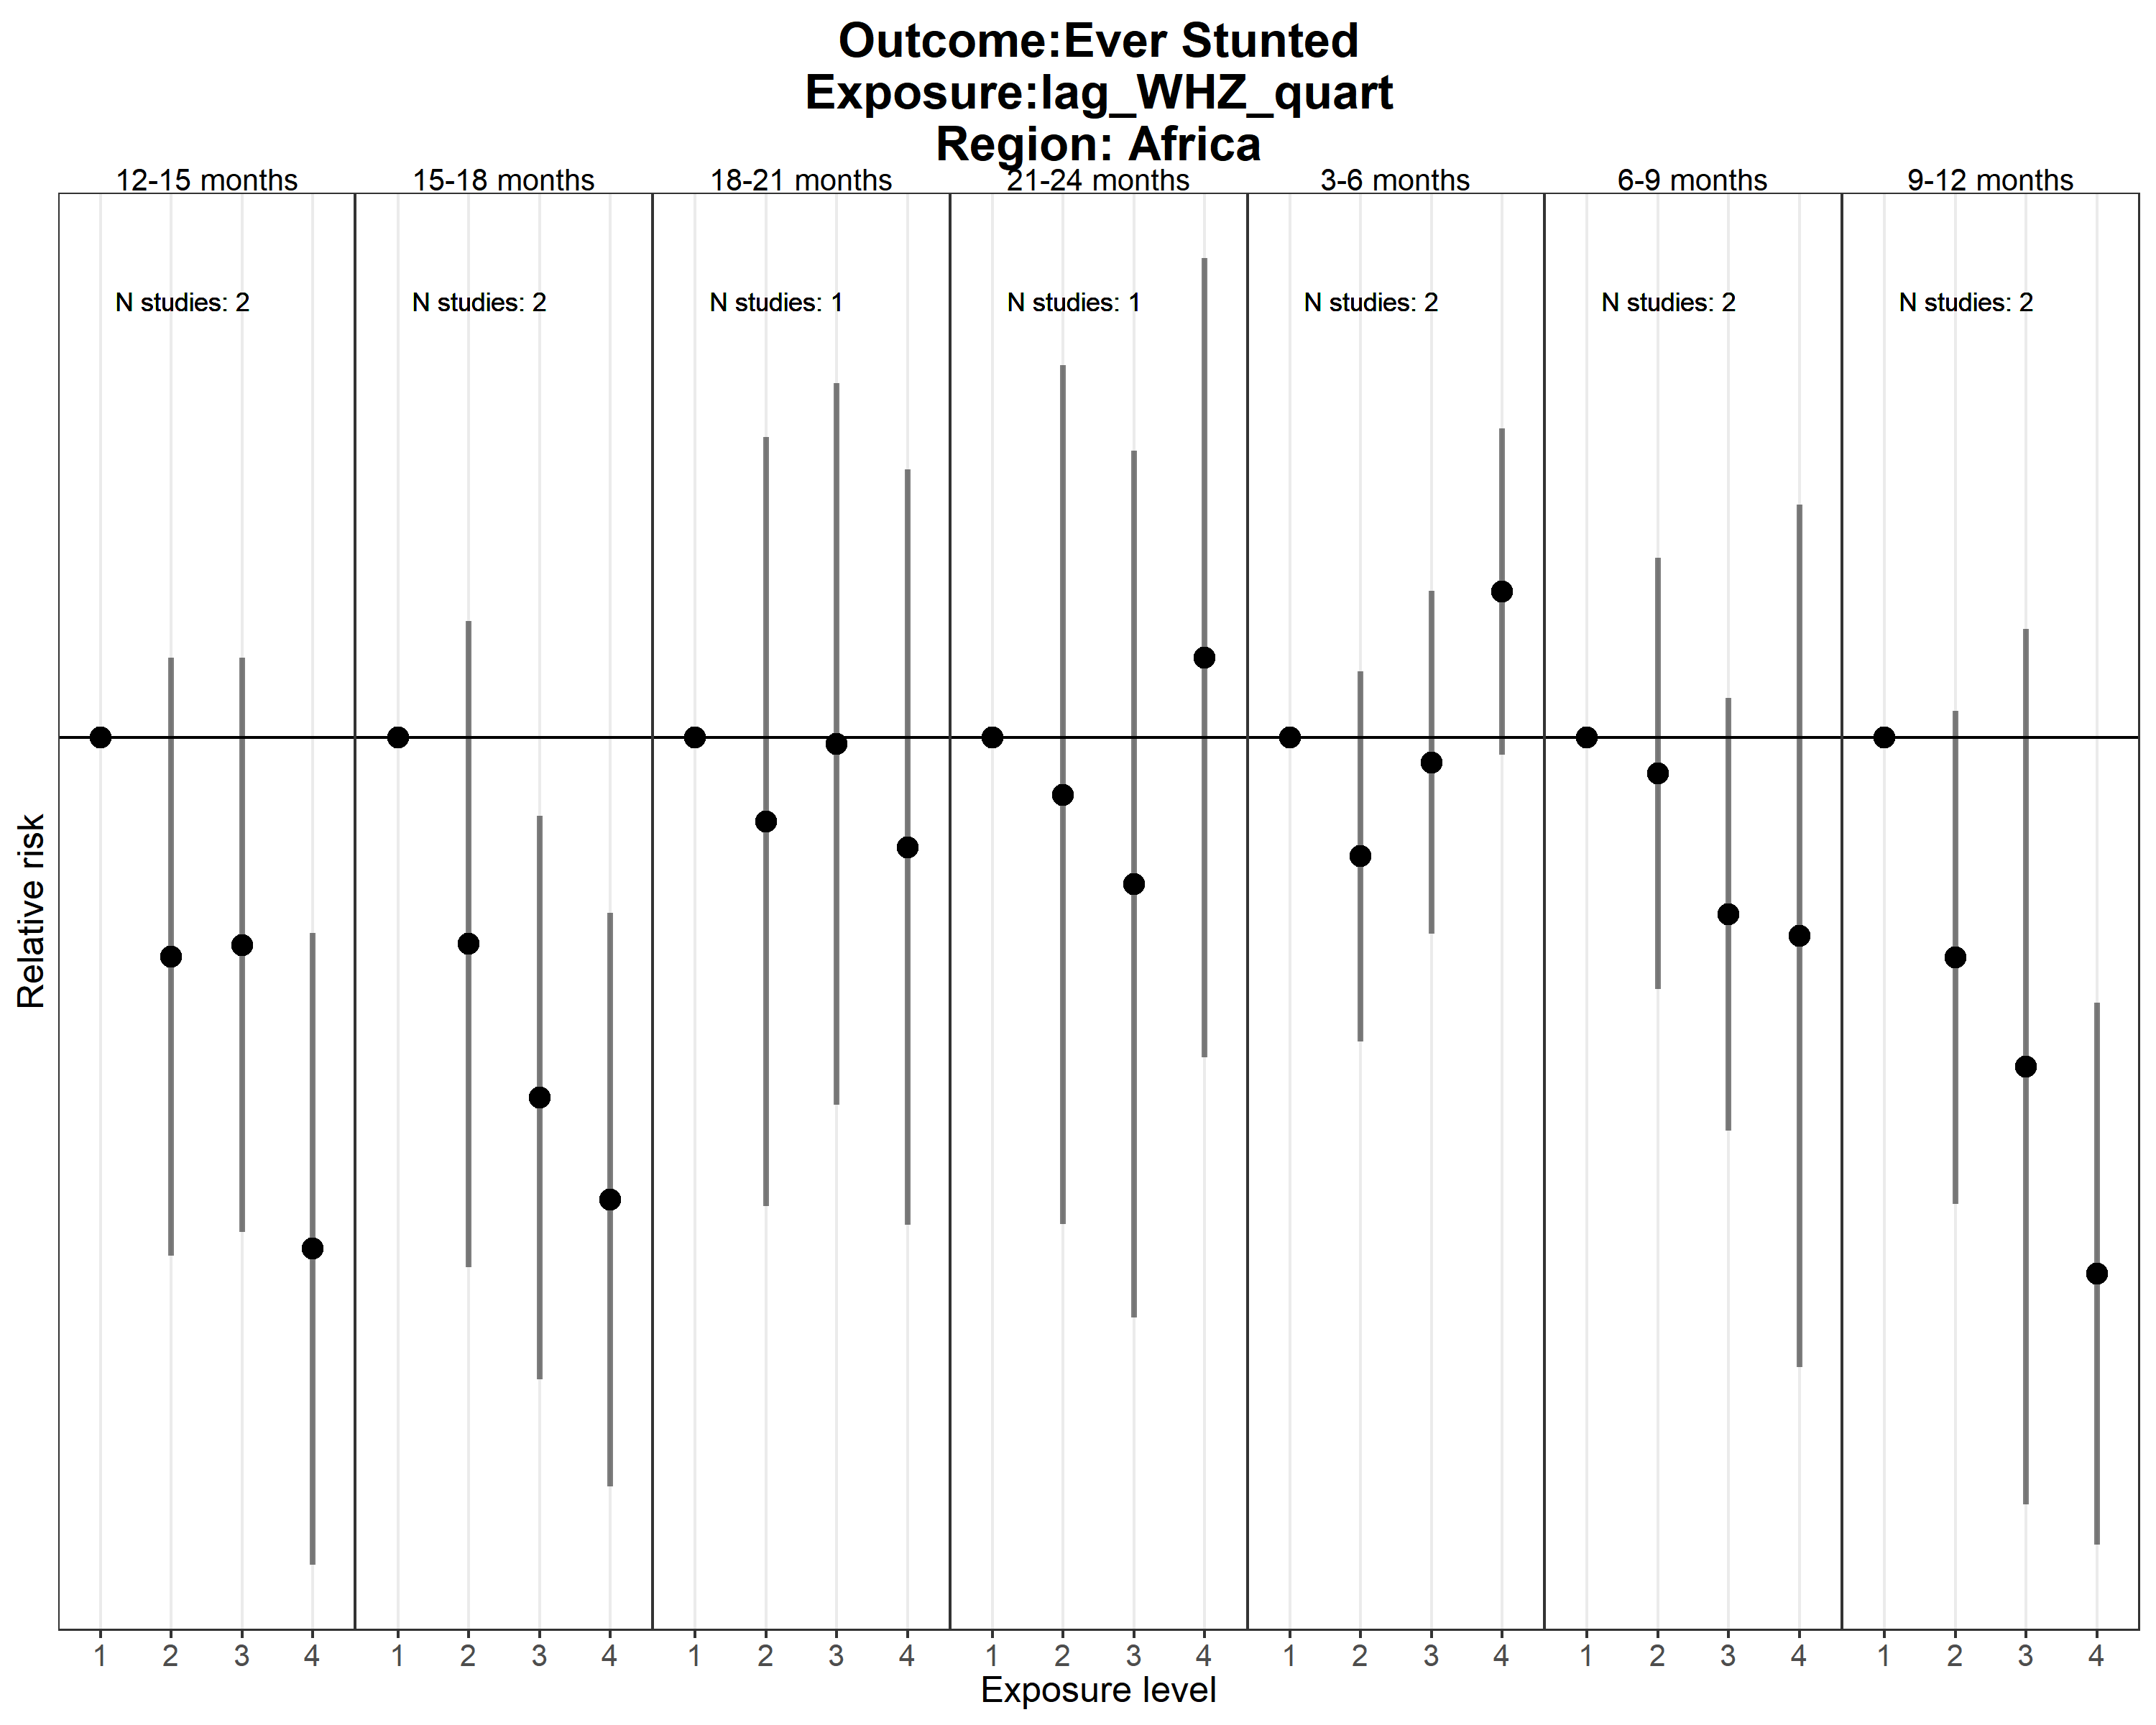 Outcome:Ever Stunted
Exposure:lag_WHZ_quart
Region: Africa
12-15 months 15-18 months 18-21 months 21-24 months 3-6 months 6-9 months 9-12 months
N studies: 2 N studies: 2 N studies: 1 N studies: 1 N studies: 2 N studies: 2 N studies: 2
Relative risk
1 2 3 4 1 2 3 4 1 2 3 4 1 2 3 4 1 2 3 4 1 2 3 4 1 2 3 4
Exposure level